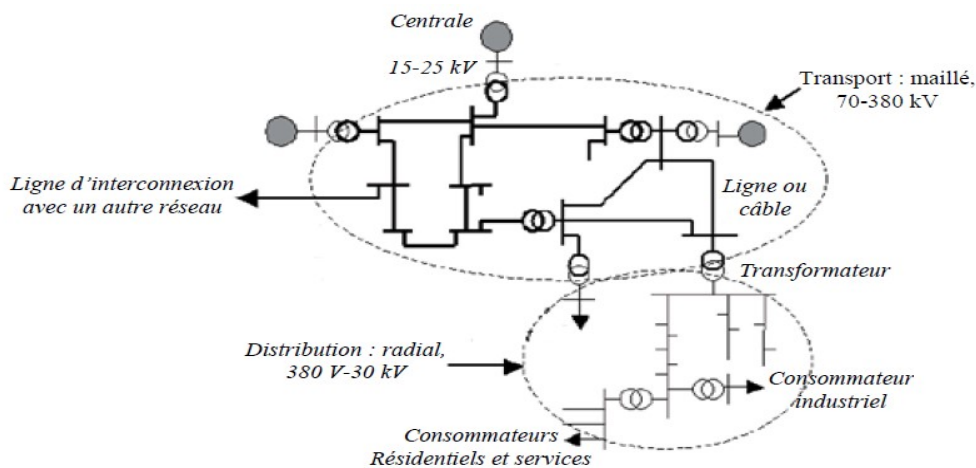 Centrale
15-25 kV
Transport : maillé,
70-380 kV
Ligne d'interconnexion
avec un autre réseau
Ligne ou
câble
Transformateur
Distribution : radial,
380 V-30 kV
Consommateur
industriel
Consommateurs
Résidentiels et services